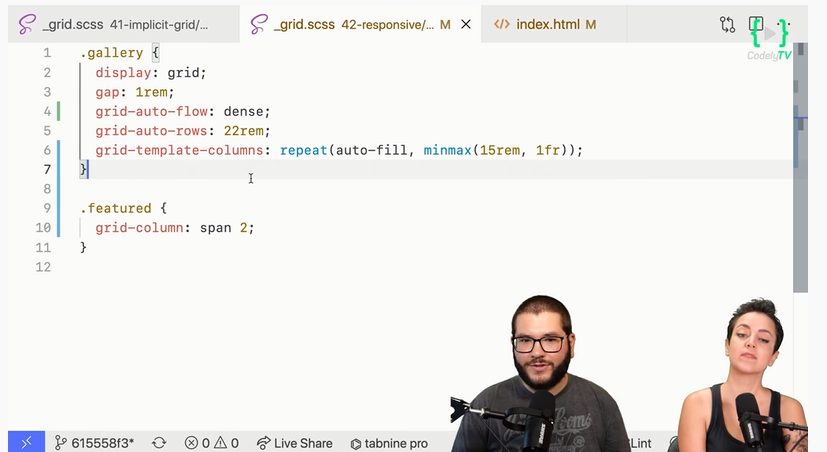 _grid.scss 41-implicit-grid/... _grid.scss 42-responsive/... M index.html M
{ }
CodelyTV
1 .gallery {
2 display: grid;
3 gap: 1rem;
4 grid-auto-flow: dense;
5 grid-auto-rows: 22rem;
6 grid-template-columns: repeat(auto-fill, minmax(15rem, 1fr));
7 }
8
9 .featured {
10 grid-column: span 2;
11 }
12
615558f3* 0 0 Live Share tabnine pro Lint